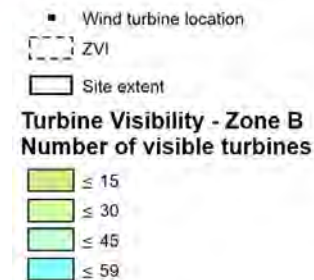 Wind turbine location
ZVI
Site extent
Turbine Visibility - Zone B
Number of visible turbines
≤ 15
≤ 30
≤ 45
≤ 59